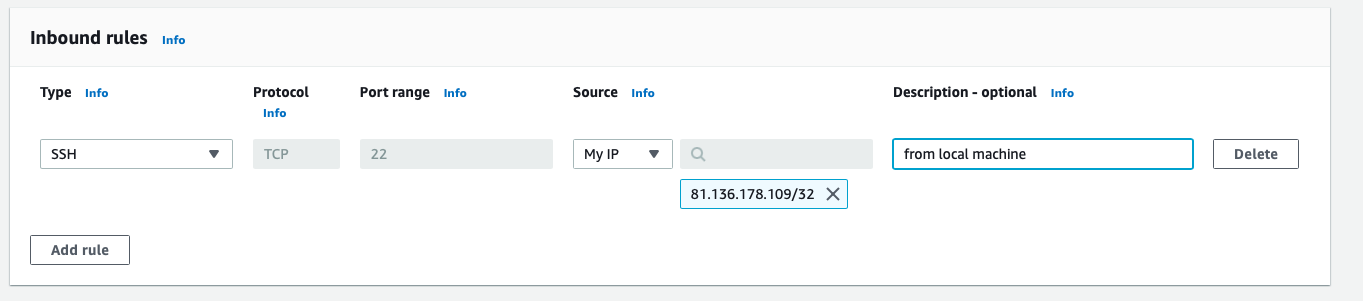 Inbound rules Info
Type Info Protocol Info Port range Info Source Info Description - optional Info
SSH TCP 22 My IP from local machine Delete
81.136.178.109/32
Add rule